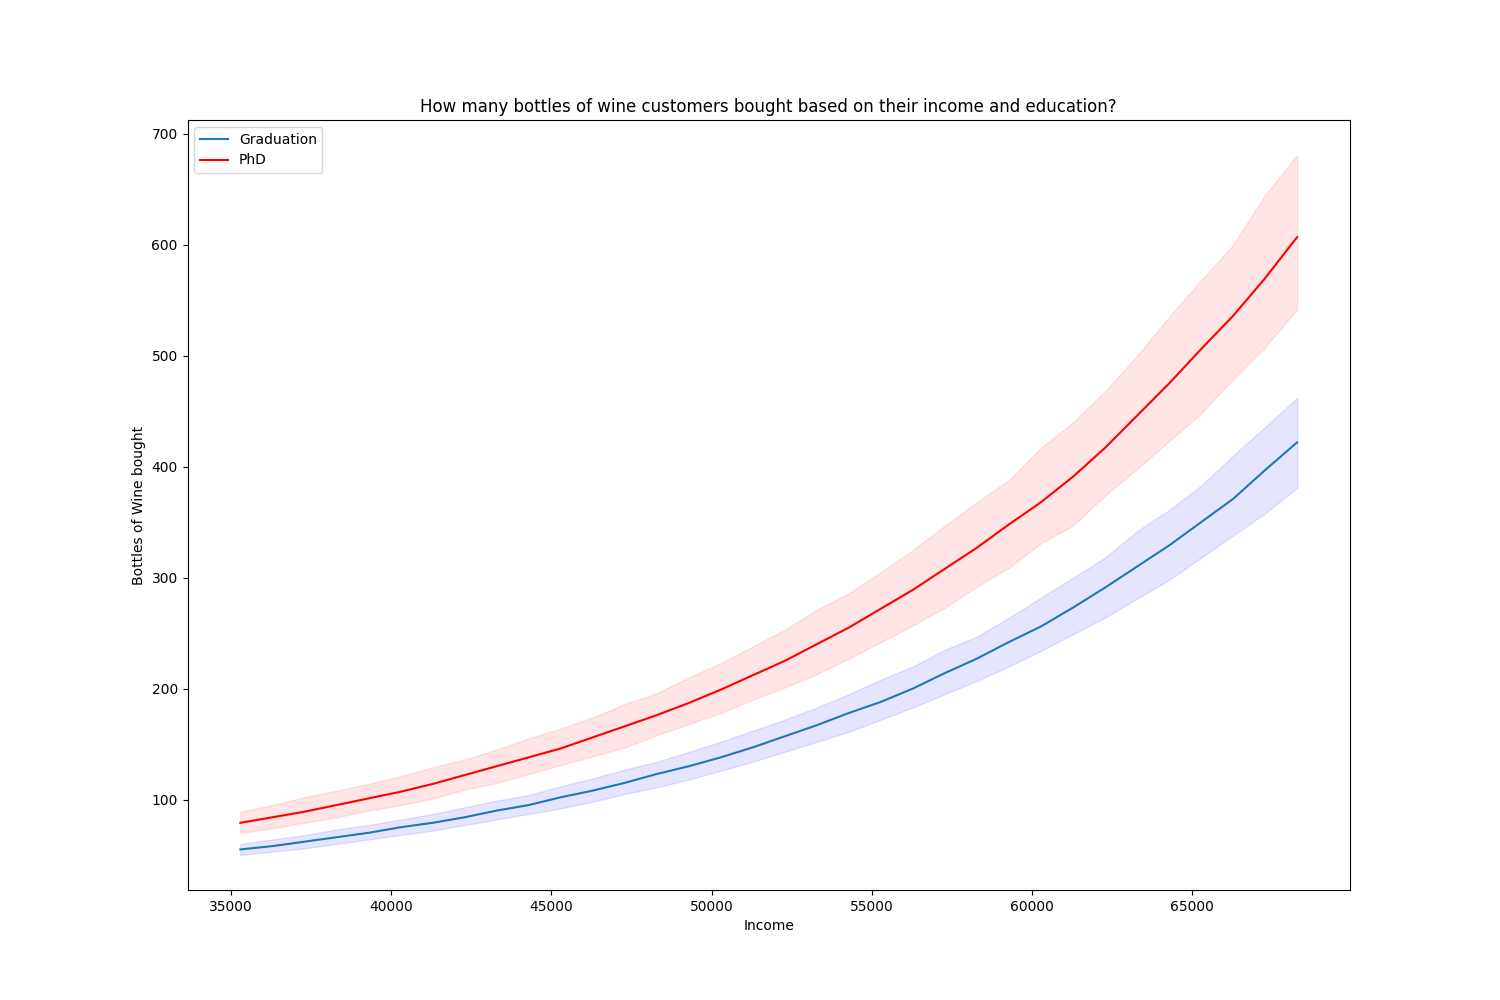 How many bottles of wine customers bought based on their income and education?
Graduation
PhD
700
600
500
400
300
200
100
Bottles of Wine bought
35000 40000 45000 50000 55000 60000 65000
Income